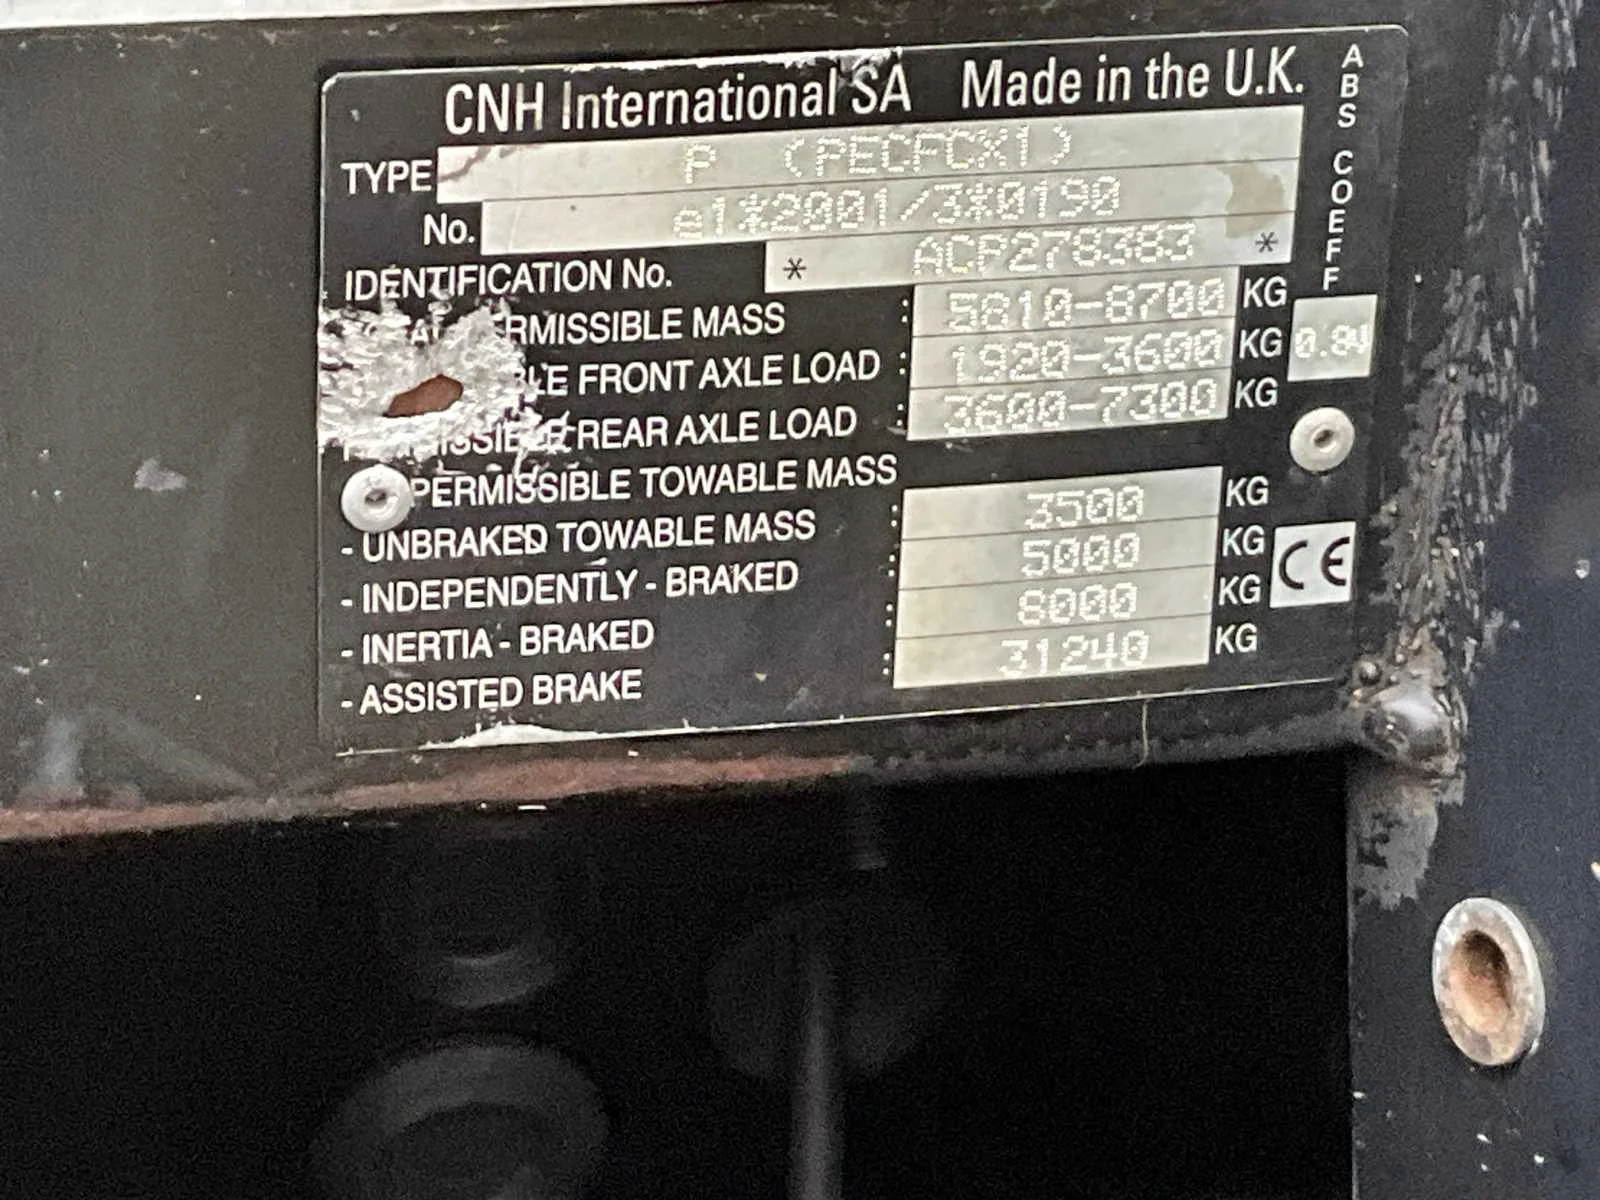 CNH International SA Made in the U.K.
ABS COEFF
TYPE P (PECFCX1)
No. e1*2001/3*0190
IDENTIFICATION No. * ACP278383 *
MASS : 5810-8700 KG
FRONT AXLE LOAD : 1920-3600 KG
REAR AXLE LOAD : 3600-7300 KG
PERMISSIBLE TOWABLE MASS
- UNBRAKED TOWABLE MASS : 3500 KG
- INDEPENDENTLY - BRAKED : 5000 KG
- INERTIA - BRAKED : 8000 KG
- ASSISTED BRAKE : 31240 KG
CE